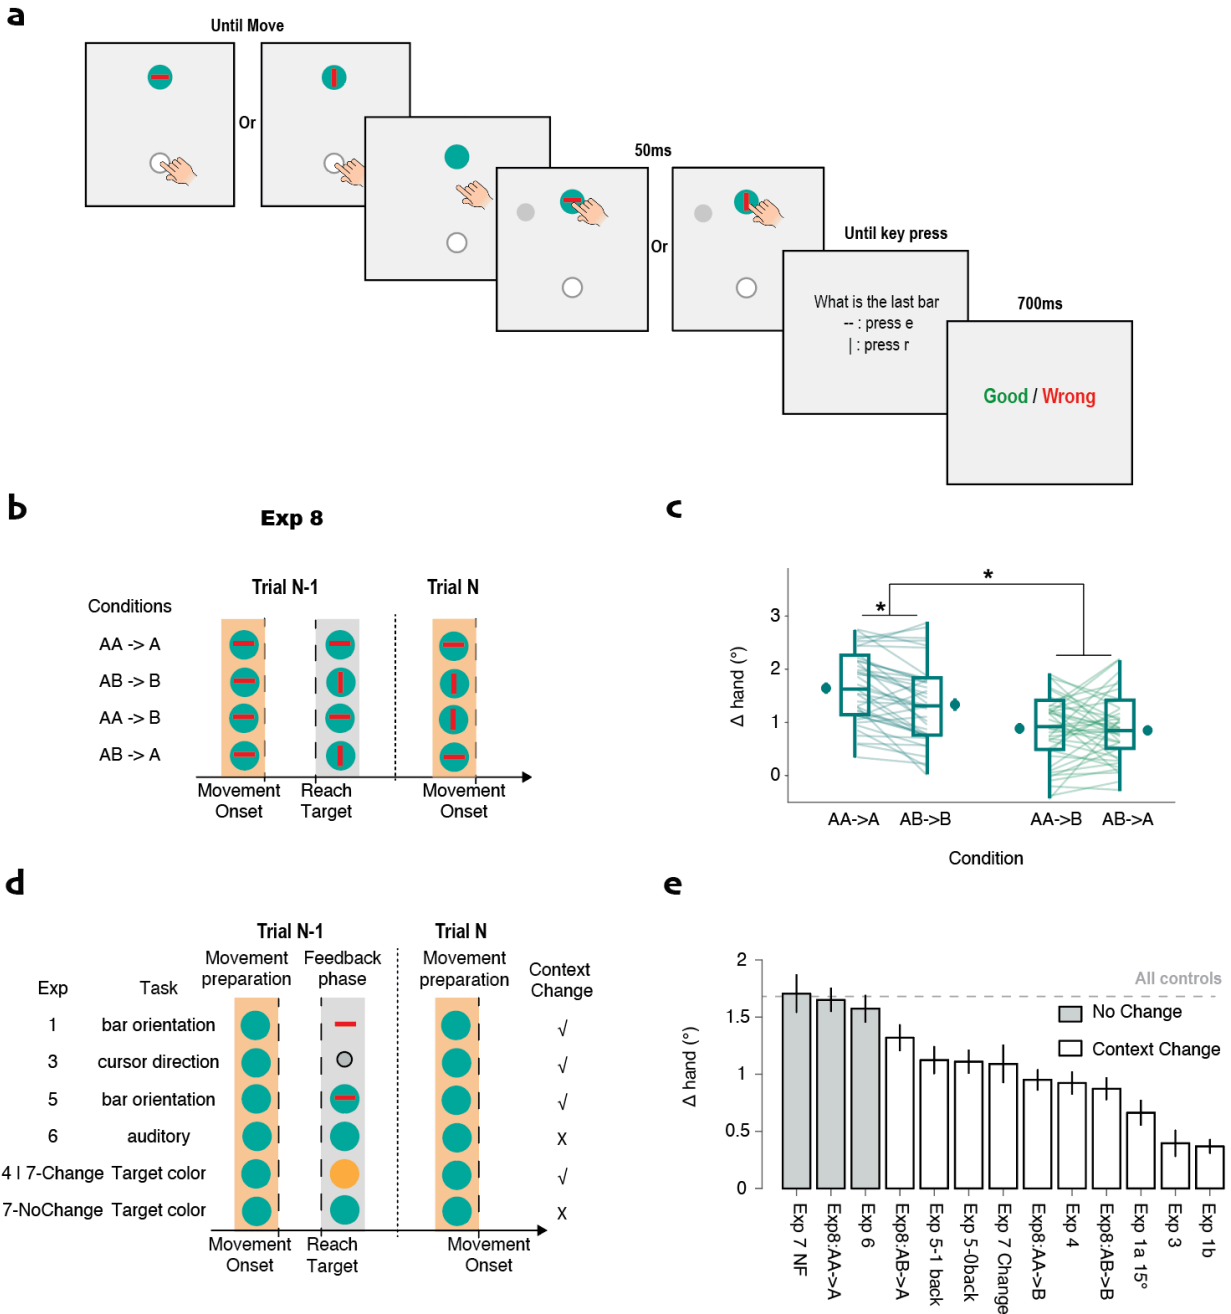 a
Until Move
Or
50ms
Or
Until key press
What is the last bar
-- : press e
| : press r
700ms
Good / Wrong
b
Exp 8
Trial N-1
Trial N
Conditions
AA -> A
AB -> B
AA -> B
AB -> A
Movement Onset
Reach Target
Movement Onset
c
*
*
Δ hand (°)
3
2
1
0
AA->A
AB->B
AA->B
AB->A
Condition
d
Trial N-1
Trial N
Exp
Task
Movement preparation
Feedback phase
Movement preparation
Context Change
1 bar orientation √
3 cursor direction √
5 bar orientation √
6 auditory X
4 | 7-Change Target color √
7-NoChange Target color X
Movement Onset
Reach Target
Movement Onset
e
Δ hand (°)
2
1.5
1
0.5
0
All controls
No Change
Context Change
Exp 7 NF
Exp8:AA->A
Exp 6
Exp8:AB->A
Exp 5-1 back
Exp 5-0back
Exp 7 Change
Exp8:AA->B
Exp 4
Exp8:AB->B
Exp 1a 15°
Exp 3
Exp 1b